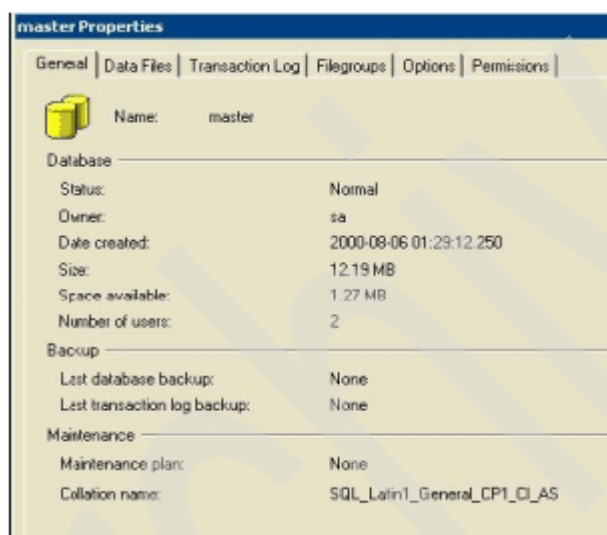 master Properties
General Data Files Transaction Log Filegroups Options Permissions
Name: master
Database
Status: Normal
Owner: sa
Date created: 2000-08-06 01:29:12.250
Size: 12.19 MB
Space available: 1.27 MB
Number of users: 2
Backup
Last database backup: None
Last transaction log backup: None
Maintenance
Maintenance plan: None
Collation name: SQL_Latin1_General_CP1_CI_AS